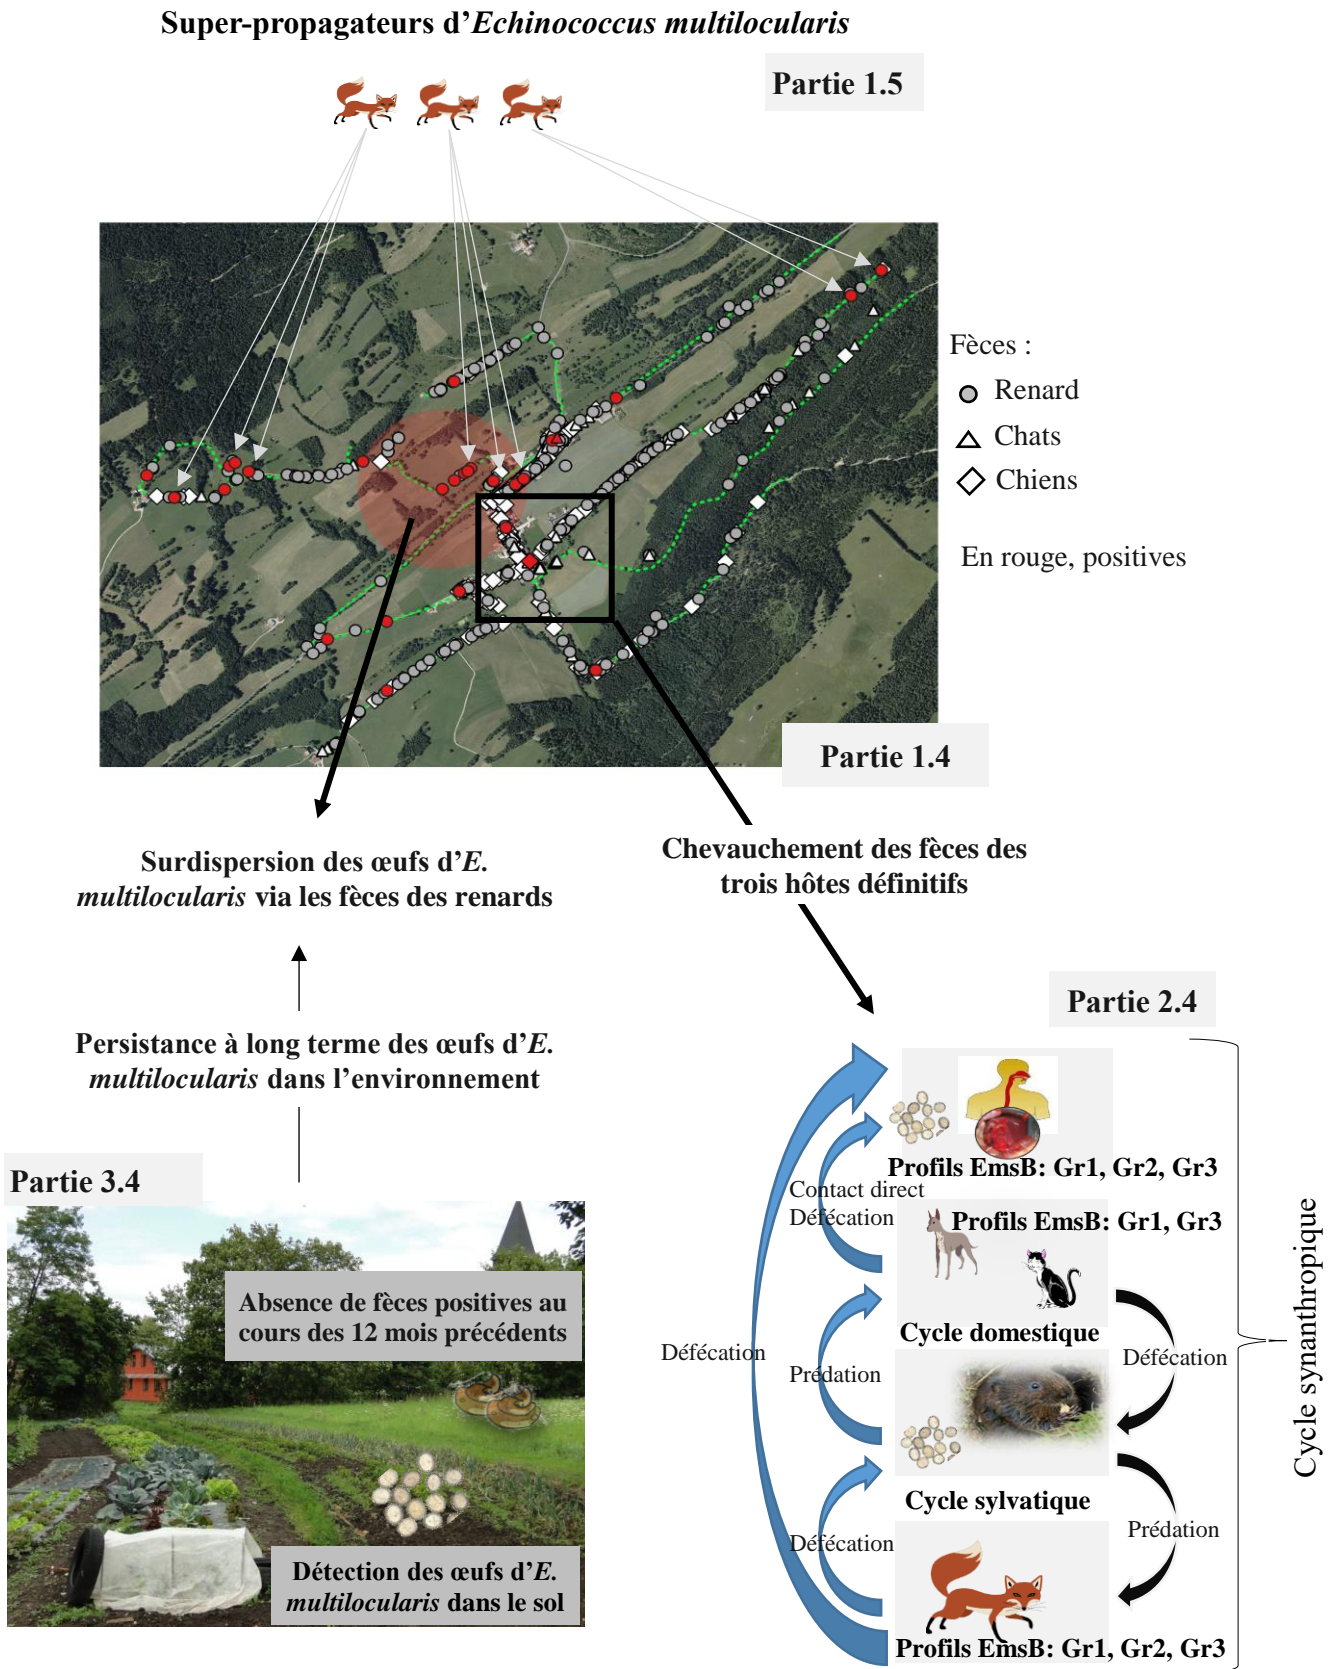 Super-propagateurs d’Echinococcus multilocularis
Partie 1.5
Fèces :
Renard
Chats
Chiens
En rouge, positives
Partie 1.4
Surdispersion des œufs d’E.
multilocularis via les fèces des renards
Chevauchement des fèces des
trois hôtes définitifs
Persistance à long terme des œufs d’E.
multilocularis dans l’environnement
Partie 3.4
Absence de fèces positives au
cours des 12 mois précédents
Détection des œufs d’E.
multilocularis dans le sol
Partie 2.4
Profils EmsB: Gr1, Gr2, Gr3
Contact direct
Défécation
Profils EmsB: Gr1, Gr3
Cycle domestique
Défécation
Prédation
Défécation
Cycle sylvatique
Défécation
Prédation
Profils EmsB: Gr1, Gr2, Gr3
Cycle synanthropique